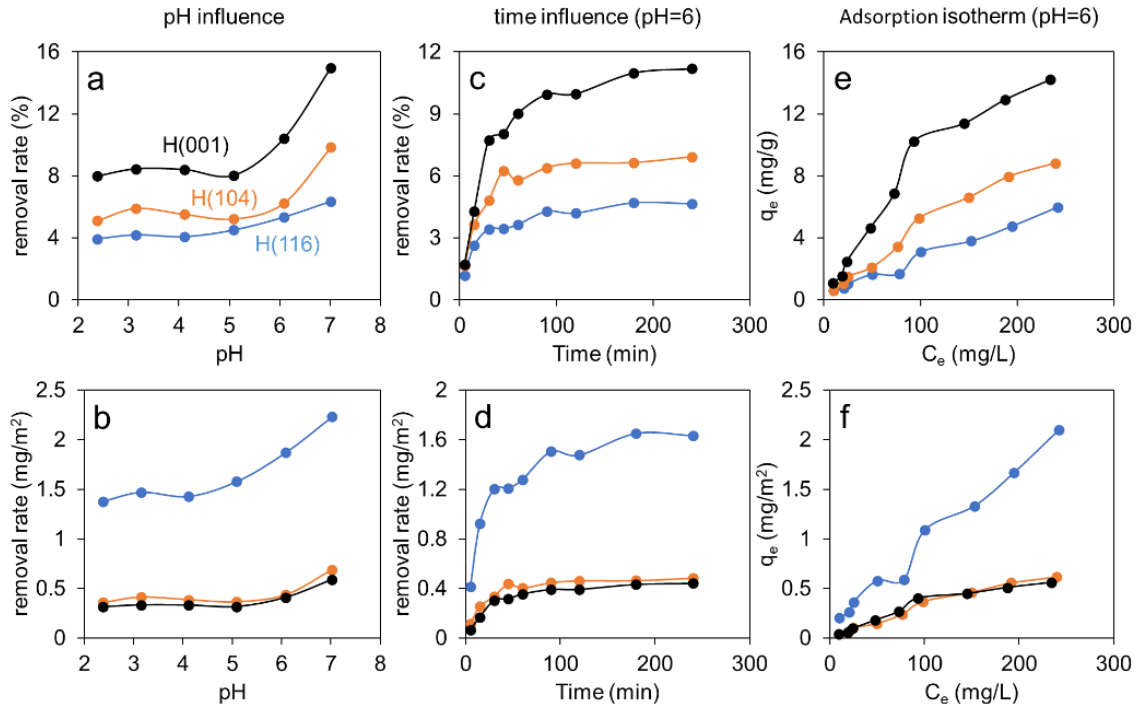 pH influence
time influence (pH=6)
Adsorption isotherm (pH=6)
a
removal rate (%)
16
12
8
4
0
H(001)
H(104)
H(116)
2 3 4 5 6 7 8
pH
c
removal rate (%)
12
9
6
3
0
0 100 200 300
Time (min)
e
qₑ (mg/g)
16
12
8
4
0
0 100 200 300
Cₑ (mg/L)
b
removal rate (mg/m²)
2.5
2
1.5
1
0.5
0
2 3 4 5 6 7 8
pH
d
removal rate (mg/m²)
2
1.6
1.2
0.8
0.4
0
0 100 200 300
Time (min)
f
qₑ (mg/m²)
2.5
2
1.5
1
0.5
0
0 100 200 300
Cₑ (mg/L)